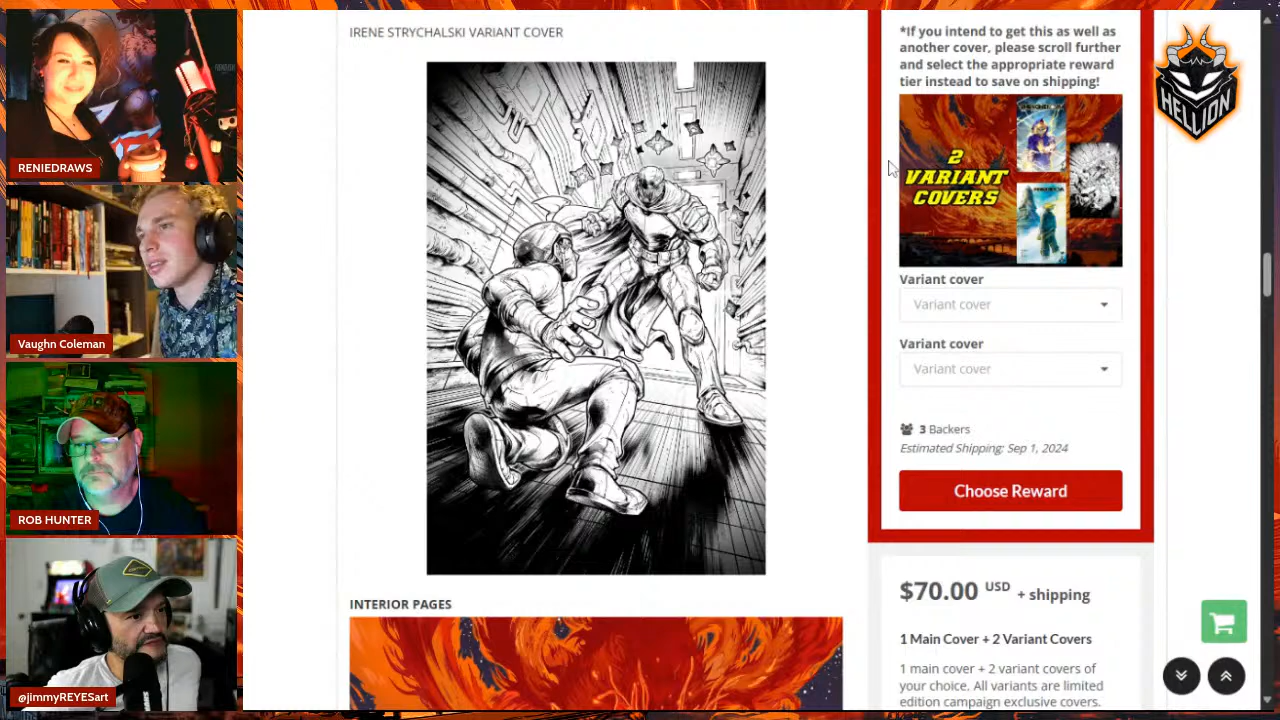 RENIEDRAWS
Vaughn Coleman
ROB HUNTER
@jimmyREYESart
IRENE STRYCHALSKI VARIANT COVER
INTERIOR PAGES
*If you intend to get this as well as
another cover, please scroll further
and select the appropriate reward
tier instead to save on shipping!
2
VARIANT
COVERS
Variant cover
Variant cover
Variant cover
Variant cover
3 Backers
Estimated Shipping: Sep 1, 2024
Choose Reward
$70.00 USD + shipping
1 Main Cover + 2 Variant Covers
1 main cover + 2 variant covers of
your choice. All variants are limited
edition campaign exclusive covers.
HELLION